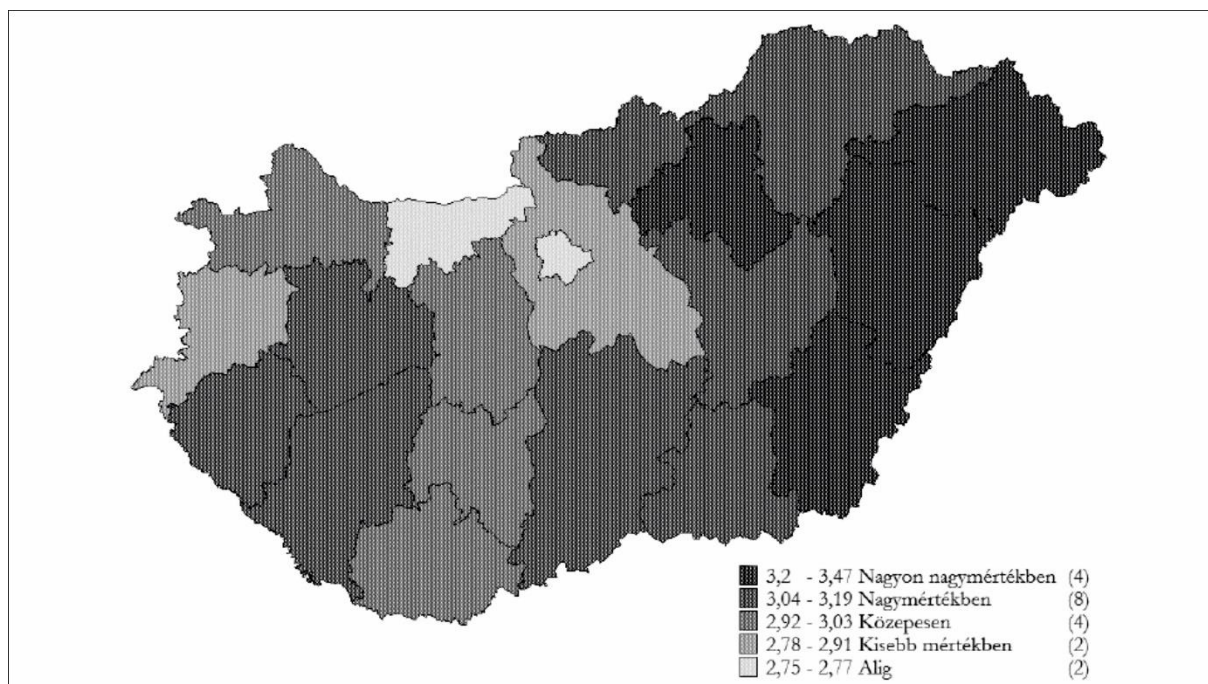 3,2 - 3,47 Nagyon nagymértékben (4)
3,04 - 3,19 Nagymértékben (8)
2,92 - 3,03 Közepesen (4)
2,78 - 2,91 Kisebb mértékben (2)
2,75 - 2,77 Alig (2)